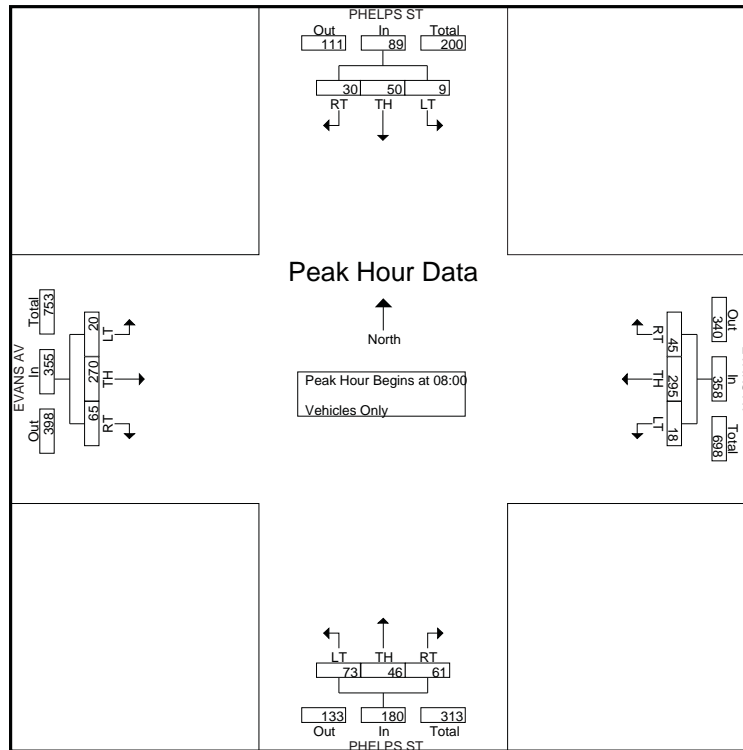 PHELPS ST
Out In Total
111 89 200
30 50 9
RT TH LT
Peak Hour Data
North
Peak Hour Begins at 08:00
Vehicles Only
EVANS AV
Total 753
In 355
Out 398
20 270 65
LT TH RT
Out 340
In 358
Total 698
45 295 18
RT TH LT
LT TH RT
73 46 61
133 180 313
Out In Total
PHELPS ST